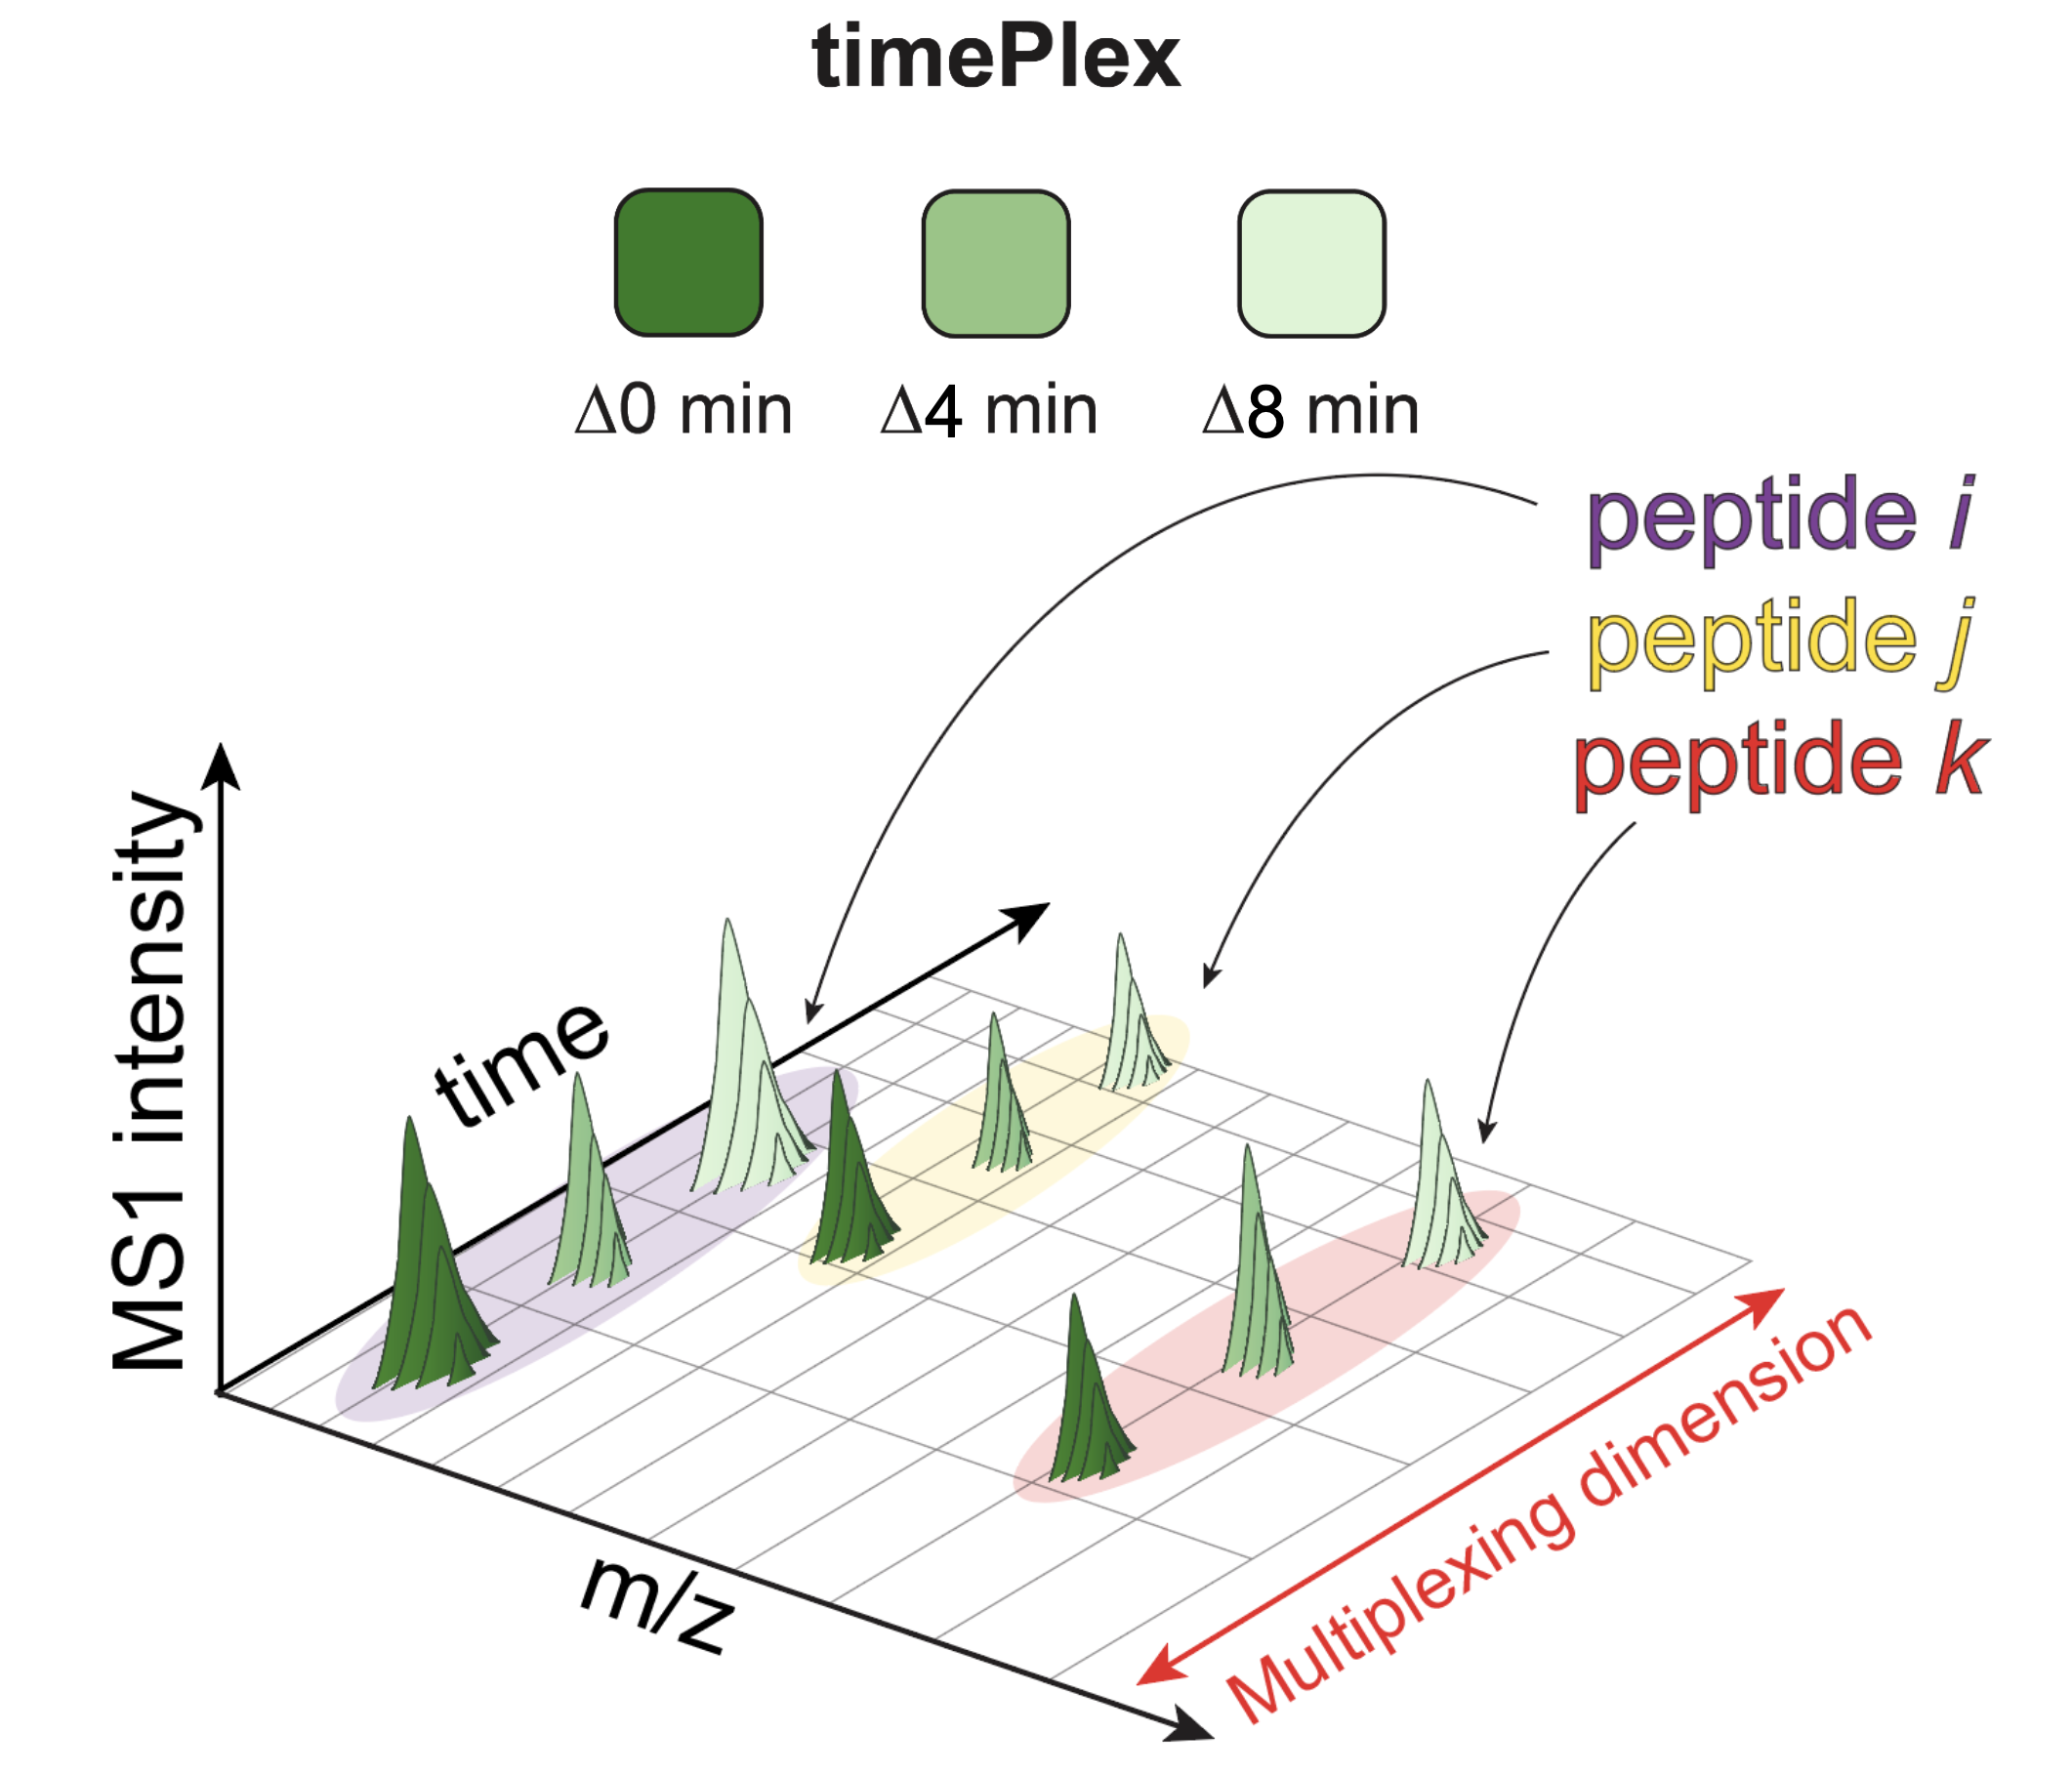 timePlex
Δ0 min
Δ4 min
Δ8 min
peptide i
peptide j
peptide k
MS1 intensity
time
m/z
Multiplexing dimension